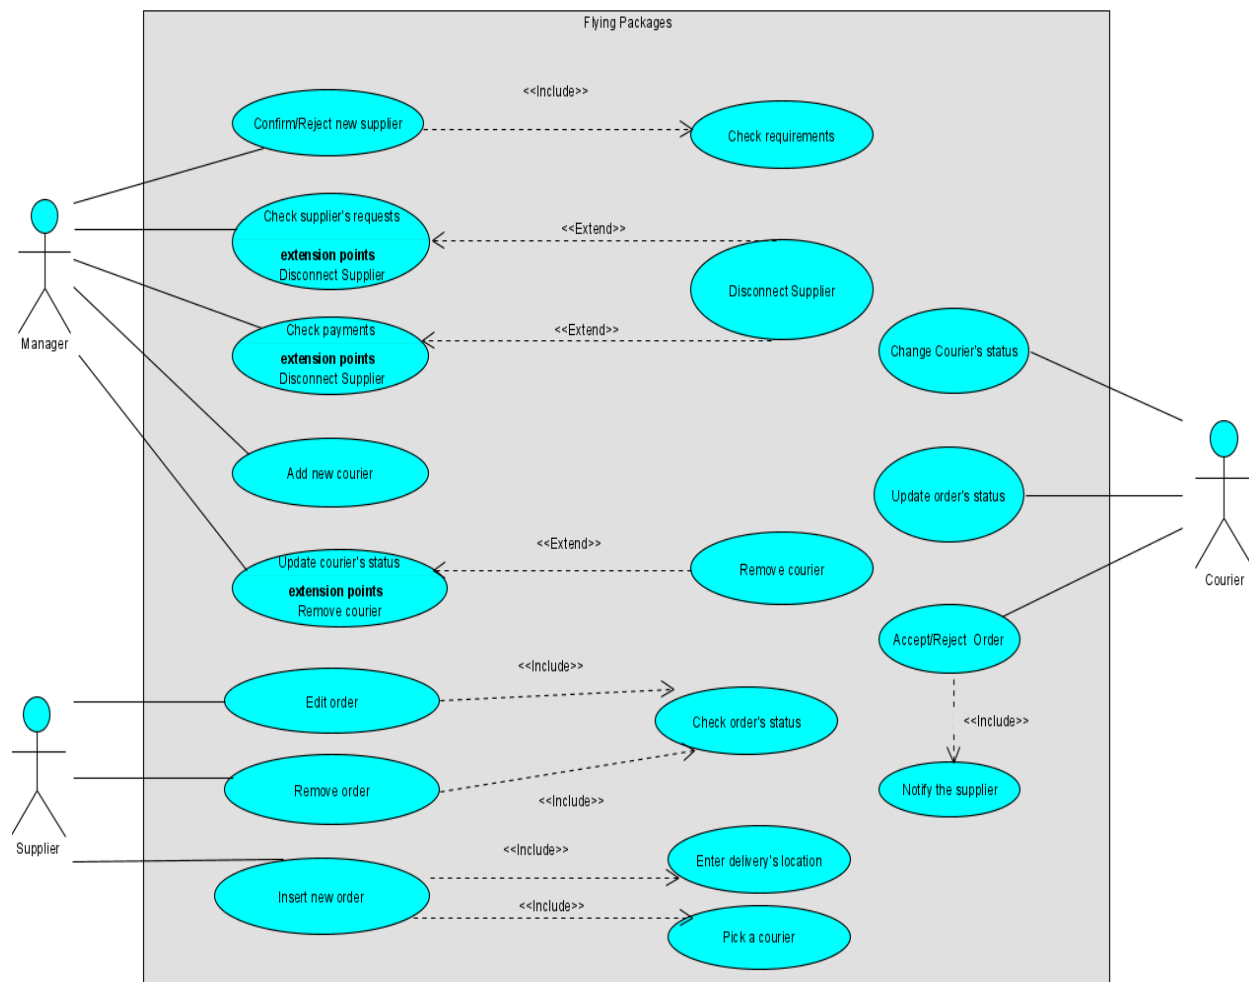 Flying Packages
<<Include>>
Confirm/Reject new supplier
Check requirements
Check supplier's requests
<<Extend>>
extension points
Disconnect Supplier
Disconnect Supplier
Manager
Check payments
<<Extend>>
extension points
Disconnect Supplier
Change Courier's status
Add new courier
Update order's status
<<Extend>>
Update courier's status
extension points
Remove courier
Remove courier
Courier
Accept/Reject Order
<<Include>>
Edit order
Check order's status
<<Include>>
Remove order
<<Include>>
Notify the supplier
Supplier
<<Include>>
Enter delivery's location
Insert new order
<<Include>>
Pick a courier